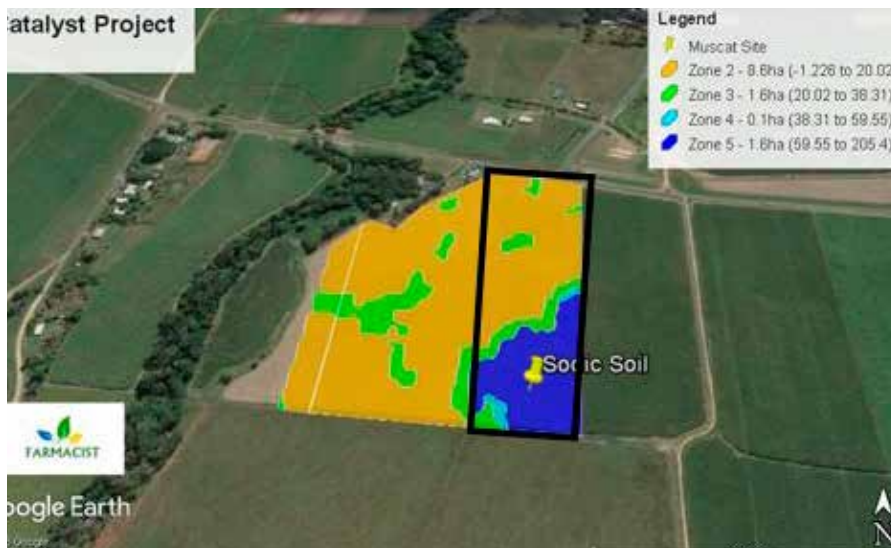 atalyst Project
Legend
Muscat Site
Zone 2 - 8.6ha (-1.226 to 20.02
Zone 3 - 1.6ha (20.02 to 38.31)
Zone 4 - 0.1ha (38.31 to 59.55)
Zone 5 - 1.6ha (59.55 to 205.4)
Sodic Soil
FARMACIST
oogle Earth
Google
N